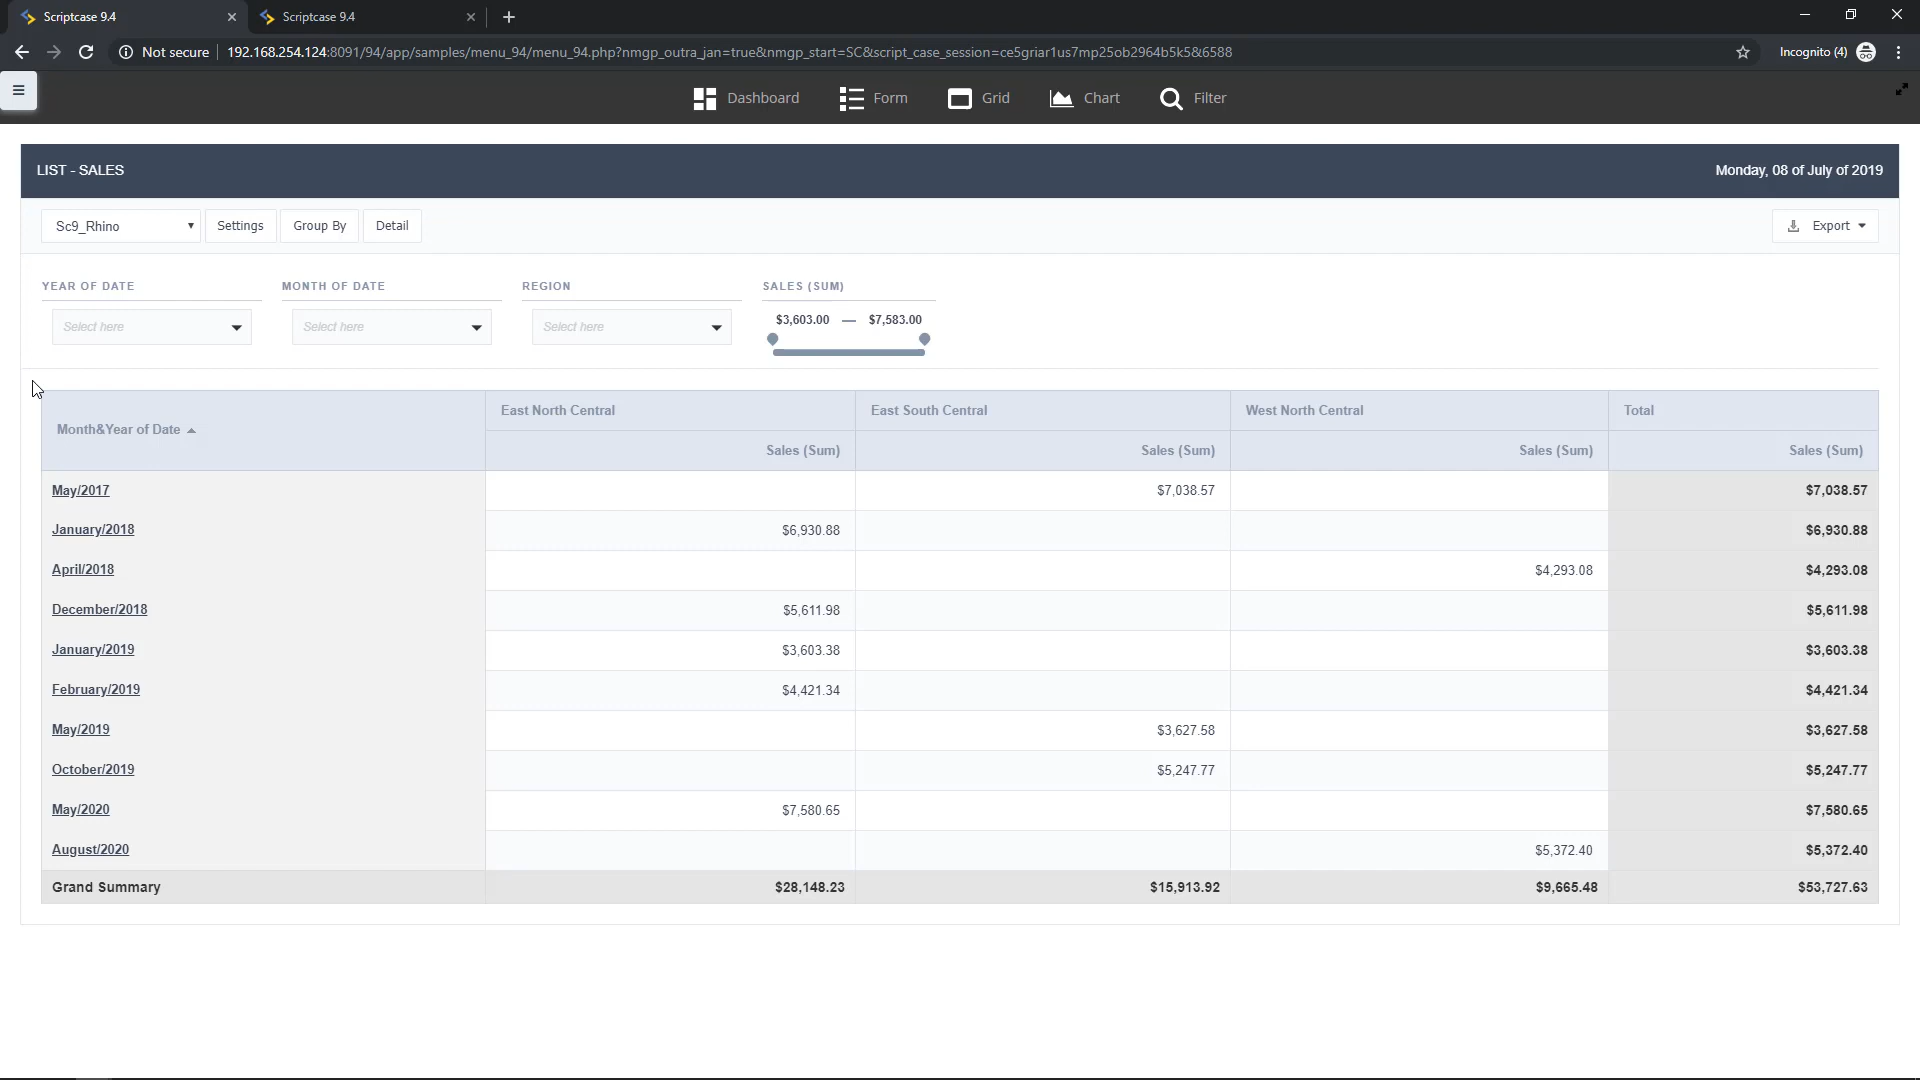 Scriptcase 9.4
Scriptcase 9.4
Not secure 192.168.254.124:8091/94/app/samples/menu_94/menu_94.php?nmgp_outra_jan=true&nmgp_start=SC&script_case_session=ce5griar1us7mp25ob2964b5k5&6588 Incognito (4)
Dashboard Form Grid Chart Filter
LIST - SALES Monday, 08 of July of 2019
Sc9_Rhino Settings Group By Detail Export
YEAR OF DATE MONTH OF DATE REGION SALES (SUM)
Select here Select here Select here $3,603.00 — $7,583.00
Month&Year of Date East North Central East South Central West North Central Total
Sales (Sum) Sales (Sum) Sales (Sum) Sales (Sum)
May/2017 $7,038.57 $7,038.57
January/2018 $6,930.88 $6,930.88
April/2018 $4,293.08 $4,293.08
December/2018 $5,611.98 $5,611.98
January/2019 $3,603.38 $3,603.38
February/2019 $4,421.34 $4,421.34
May/2019 $3,627.58 $3,627.58
October/2019 $5,247.77 $5,247.77
May/2020 $7,580.65 $7,580.65
August/2020 $5,372.40 $5,372.40
Grand Summary $28,148.23 $15,913.92 $9,665.48 $53,727.63